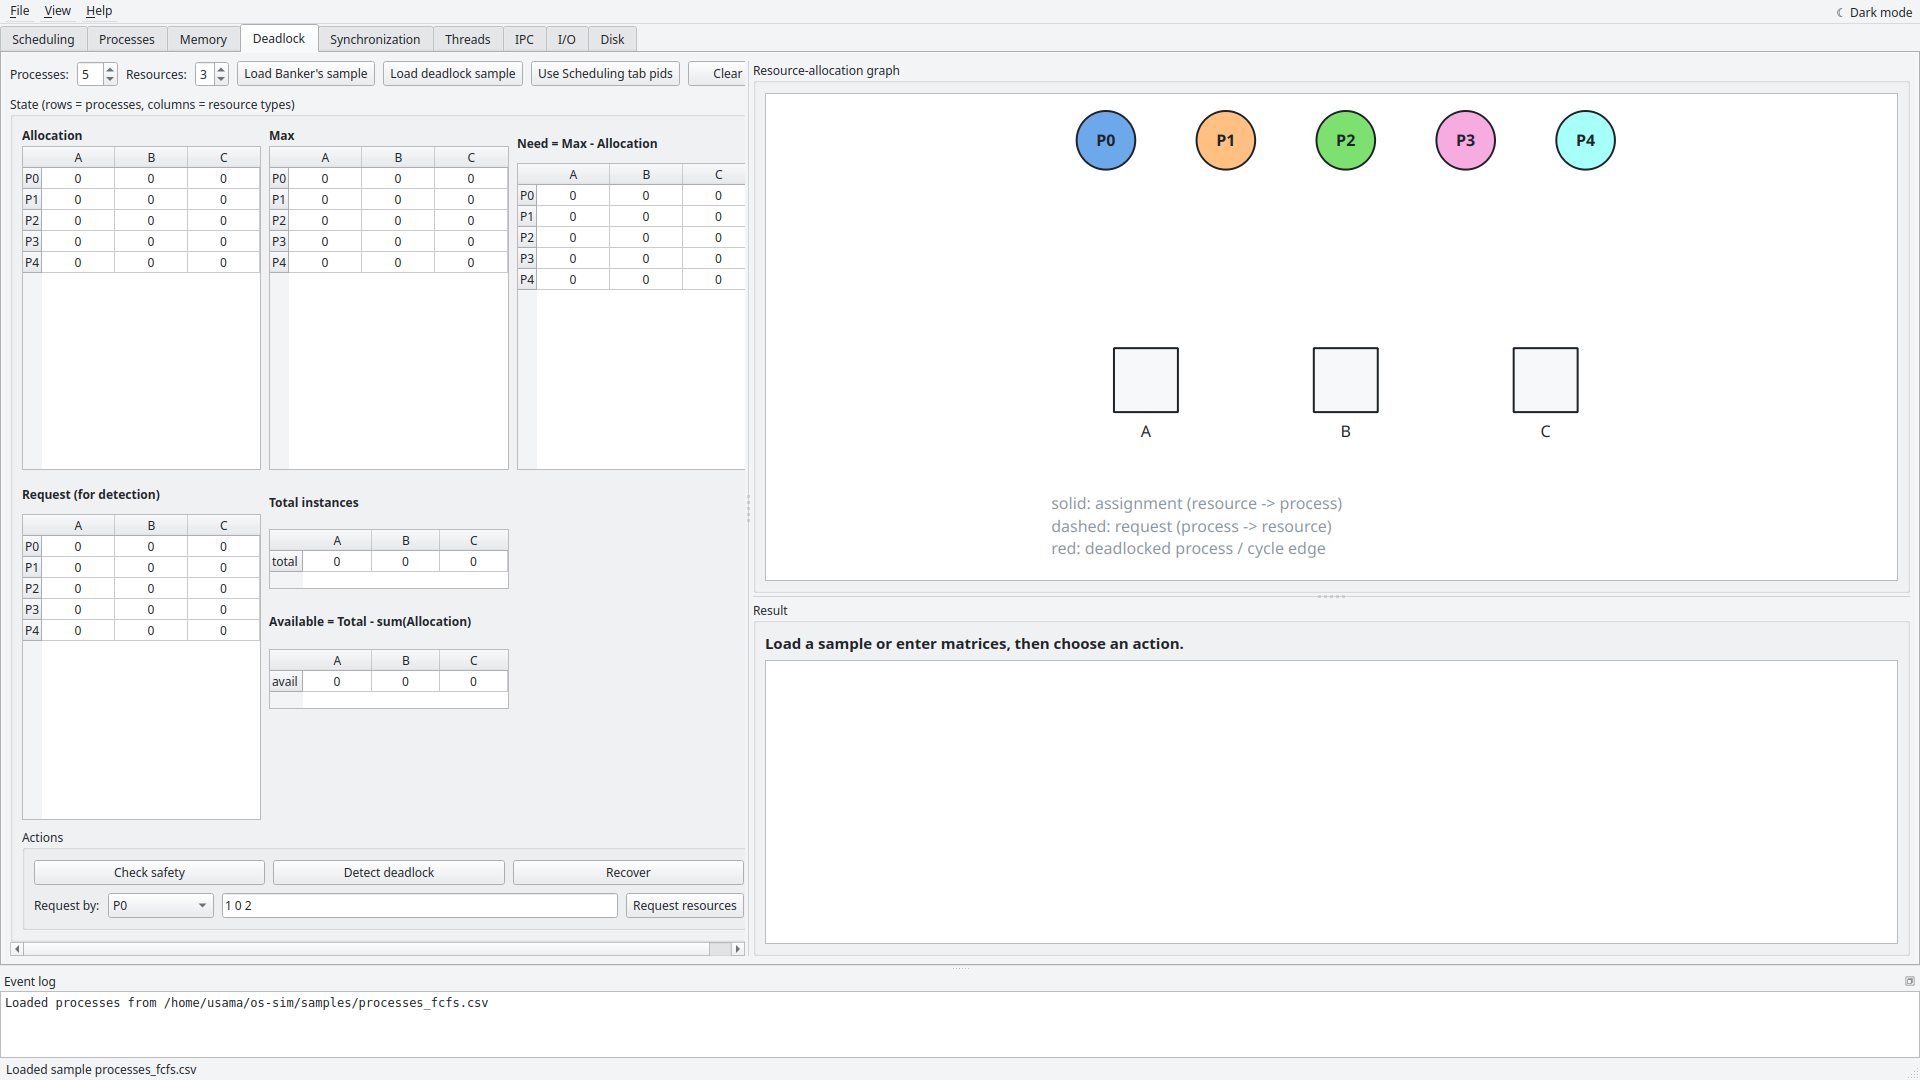 File View Help
☾ Dark mode
Scheduling Processes Memory Deadlock Synchronization Threads IPC I/O Disk
Processes: 5 Resources: 3 Load Banker's sample Load deadlock sample Use Scheduling tab pids Clear
State (rows = processes, columns = resource types)
Allocation
A B C
P0 0 0 0
P1 0 0 0
P2 0 0 0
P3 0 0 0
P4 0 0 0
Max
A B C
P0 0 0 0
P1 0 0 0
P2 0 0 0
P3 0 0 0
P4 0 0 0
Need = Max - Allocation
A B C
P0 0 0 0
P1 0 0 0
P2 0 0 0
P3 0 0 0
P4 0 0 0
Request (for detection)
A B C
P0 0 0 0
P1 0 0 0
P2 0 0 0
P3 0 0 0
P4 0 0 0
Total instances
A B C
total 0 0 0
Available = Total - sum(Allocation)
A B C
avail 0 0 0
Actions
Check safety Detect deadlock Recover
Request by: P0 1 0 2 Request resources
Resource-allocation graph
P0 P1 P2 P3 P4
A B C
solid: assignment (resource -> process)
dashed: request (process -> resource)
red: deadlocked process / cycle edge
Result
Load a sample or enter matrices, then choose an action.
Event log
Loaded processes from /home/usama/os-sim/samples/processes_fcfs.csv
Loaded sample processes_fcfs.csv